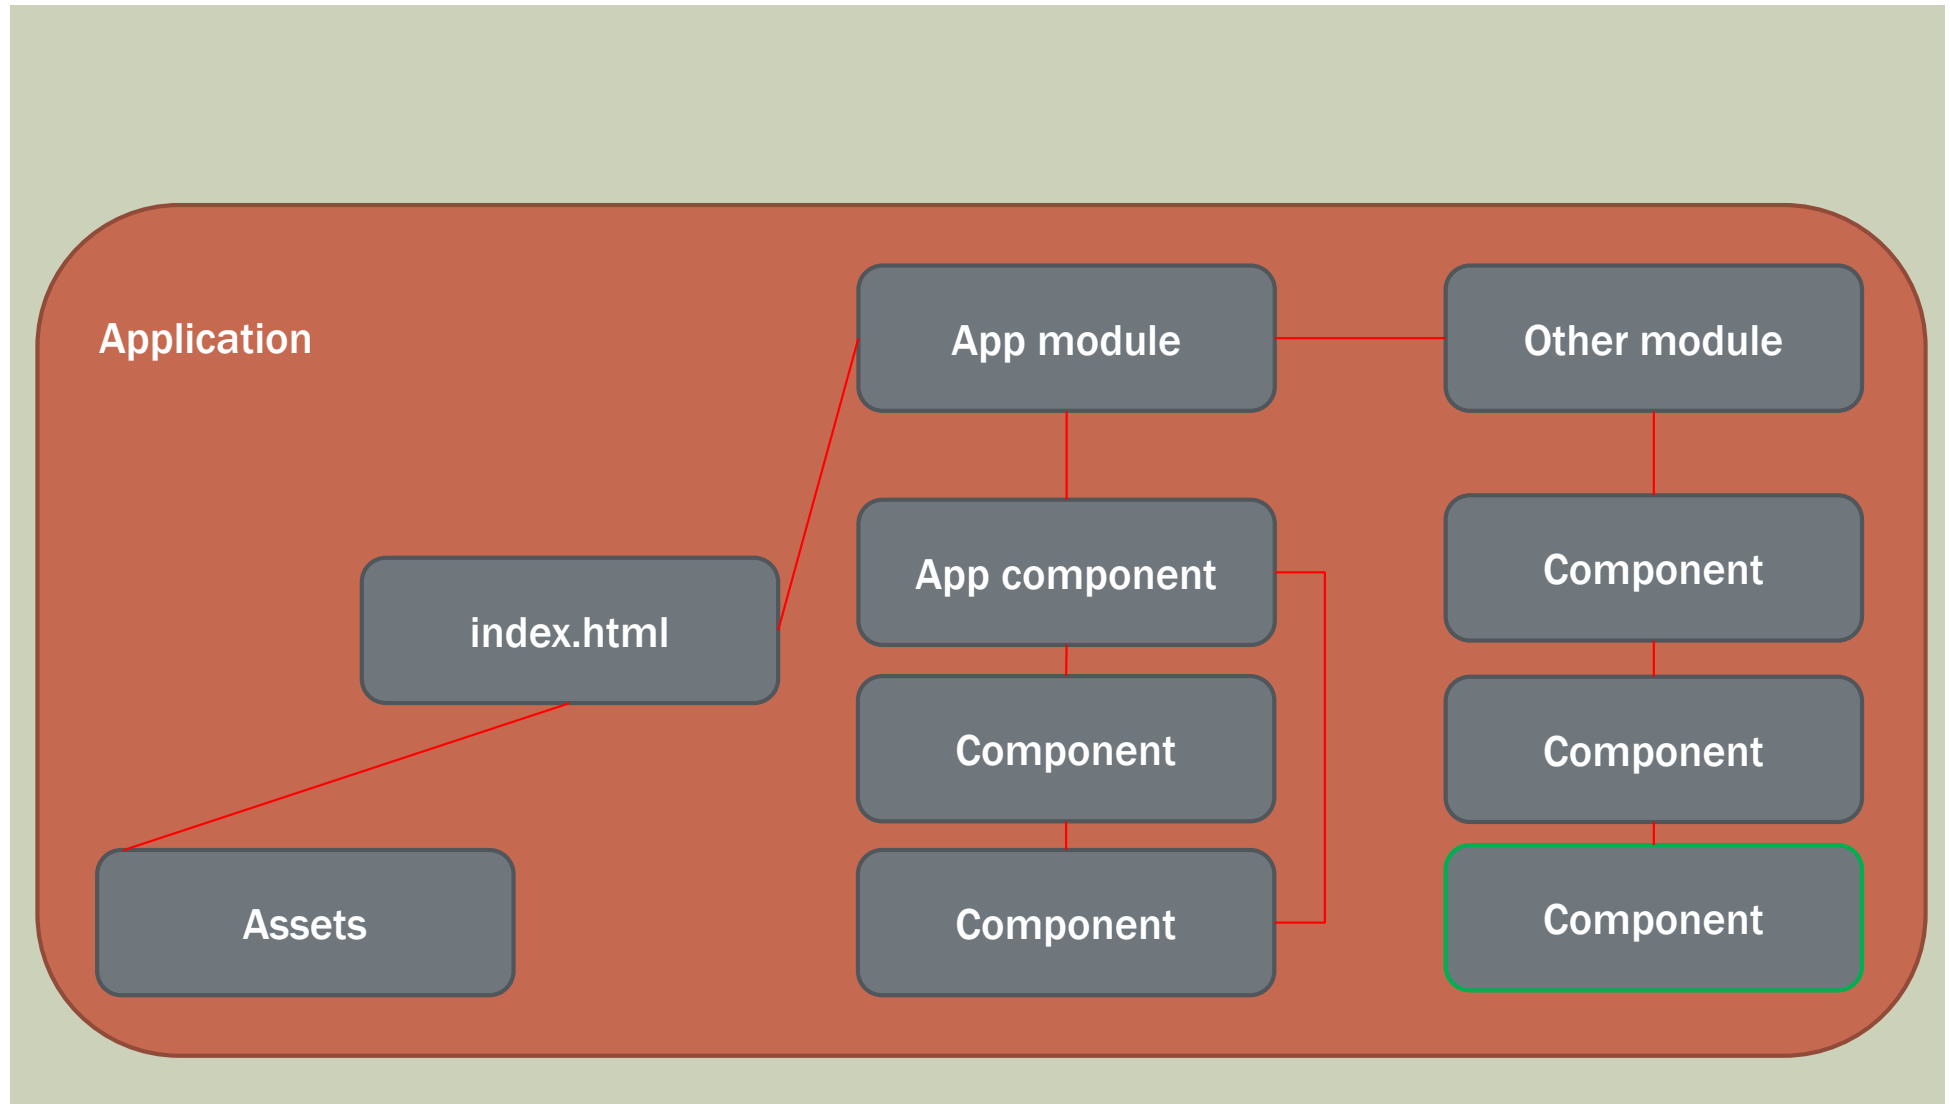 Application
App module
Other module
App component
Component
index.html
Component
Component
Assets
Component
Component